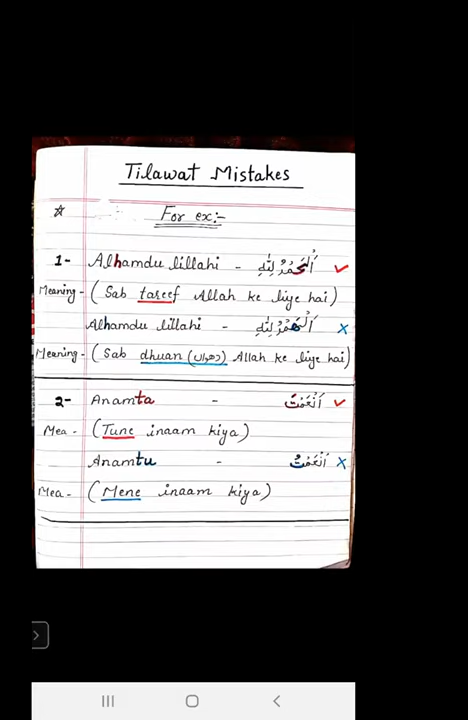 Tilawat Mistakes
☆ For ex:-
1- Alhamdu lillahi - اَلْحَمْدُ لِلّٰهِ ✓
Meaning - (Sab tareef Allah ke liye hai)
Alhamdu lillahi - اَلْهَمْدُ لِلّٰهِ ✗
Meaning - (Sab dhuan (دھواں) Allah ke liye hai)
2- Anamta - اَنْعَمْتَ ✓
Mea - (Tune inaam kiya)
Anamtu - اَنْعَمْتُ ✗
Mea - (Mene inaam kiya)